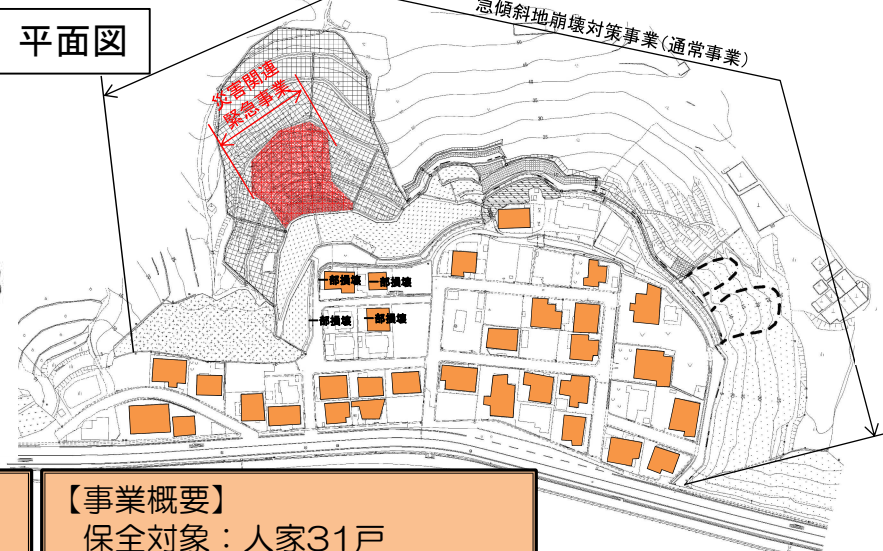 平面図
急傾斜地崩壊対策事業(通常事業)
災害関連
緊急事業
一部損壊
一部損壊
一部損壊
一部損壊
【事業概要】
保全対象：人家31戸